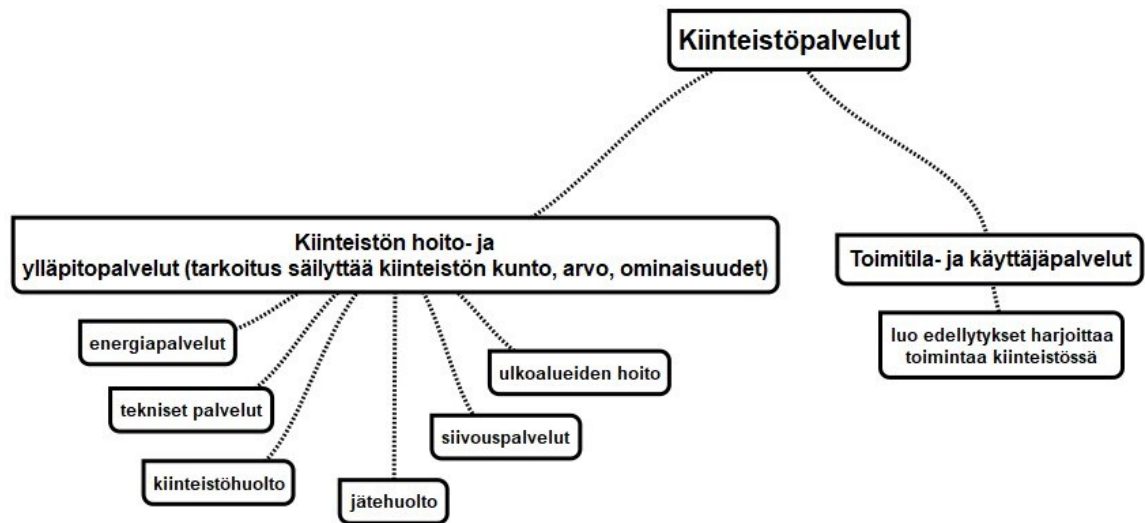 Kiinteistöpalvelut
Kiinteistön hoito- ja
ylläpitopalvelut (tarkoitus säilyttää kiinteistön kunto, arvo, ominaisuudet)
Toimitila- ja käyttäjäpalvelut
energiapalvelut
tekniset palvelut
kiinteistöhuolto
jätehuolto
siivouspalvelut
ulkoalueiden hoito
luo edellytykset harjoittaa
toimintaa kiinteistössä